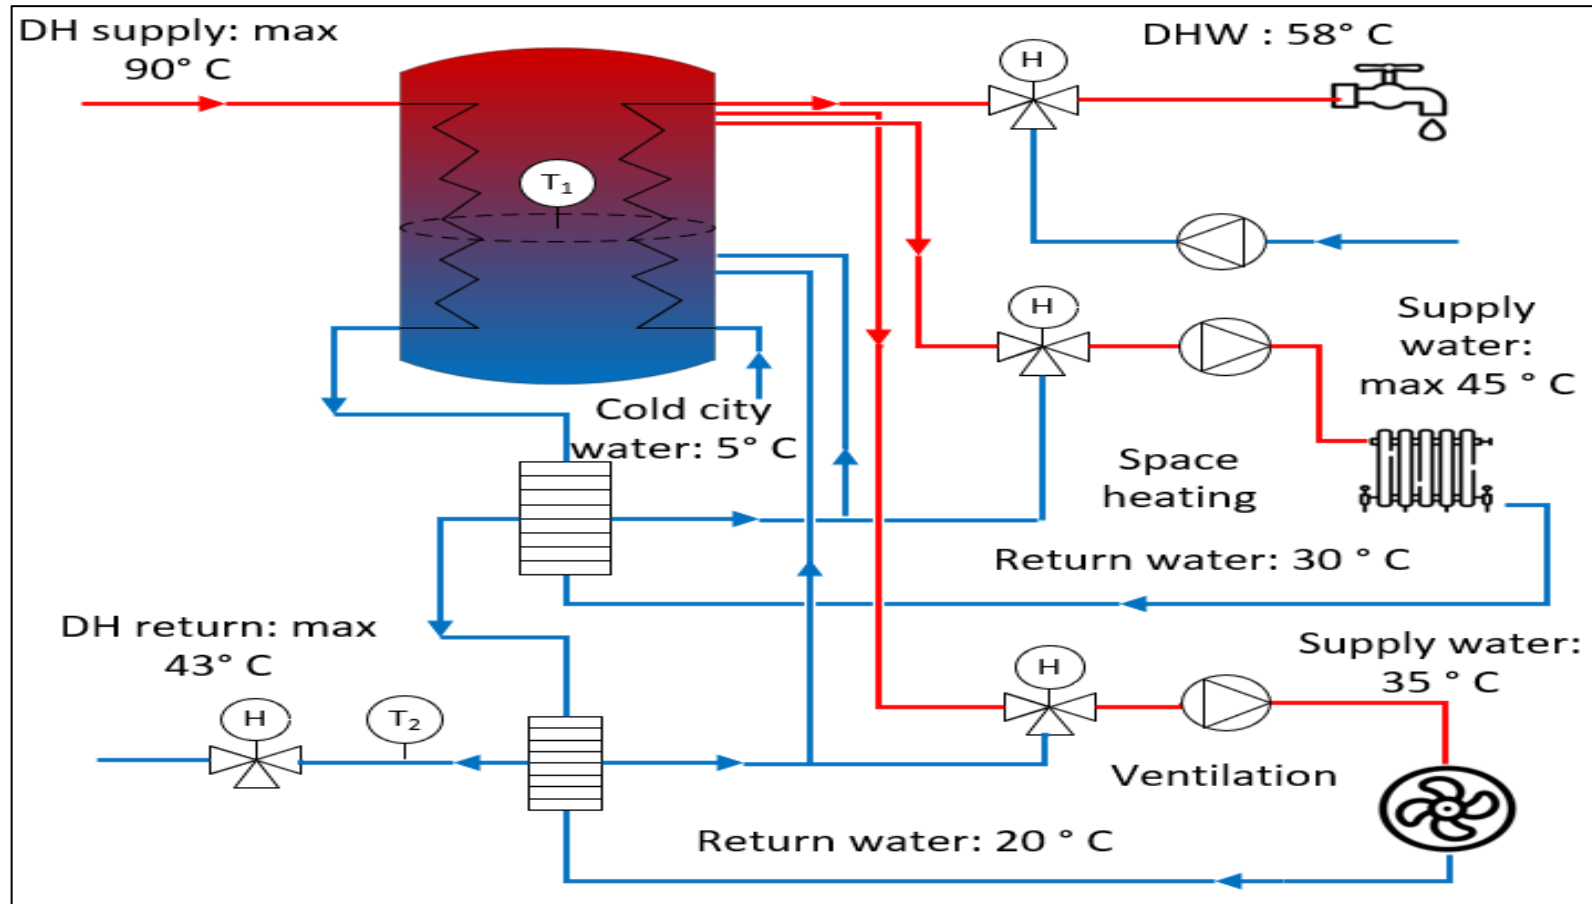 DH supply: max
90° C
DHW : 58° C
H
T₁
H
Supply
water:
max 45 ° C
Cold city
water: 5° C
Space
heating
Return water: 30 ° C
DH return: max
43° C
H
T₂
H
Supply water:
35 ° C
Ventilation
Return water: 20 ° C